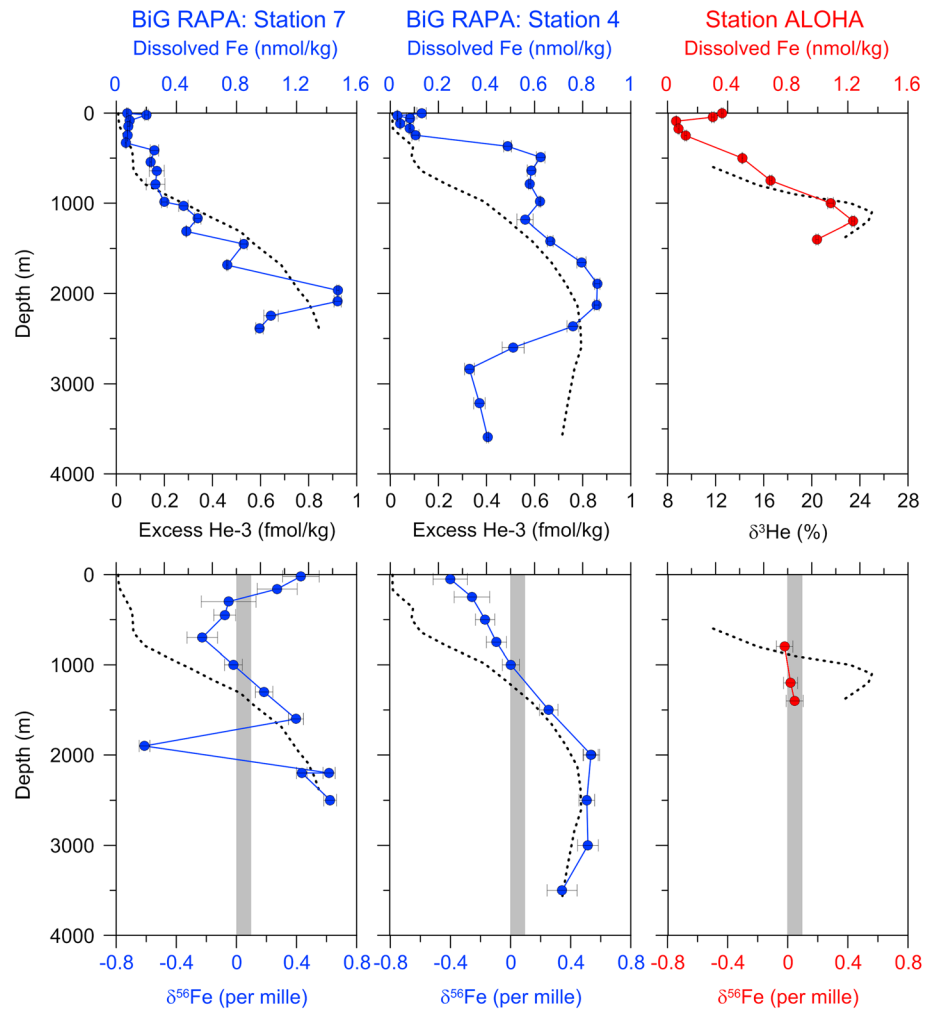 BiG RAPA: Station 7 BiG RAPA: Station 4 Station ALOHA
Dissolved Fe (nmol/kg) Dissolved Fe (nmol/kg) Dissolved Fe (nmol/kg)
0 0.4 0.8 1.2 1.6 0 0.2 0.4 0.6 0.8 1 0 0.4 0.8 1.2 1.6
0
1000
2000
3000
4000
Depth (m)
0 0.2 0.4 0.6 0.8 1 0 0.2 0.4 0.6 0.8 1 8 12 16 20 24 28
Excess He-3 (fmol/kg) Excess He-3 (fmol/kg) δ³He (%)
0
1000
2000
3000
4000
Depth (m)
-0.8 -0.4 0 0.4 0.8 -0.8 -0.4 0 0.4 0.8 -0.8 -0.4 0 0.4 0.8
δ⁵⁶Fe (per mille) δ⁵⁶Fe (per mille) δ⁵⁶Fe (per mille)